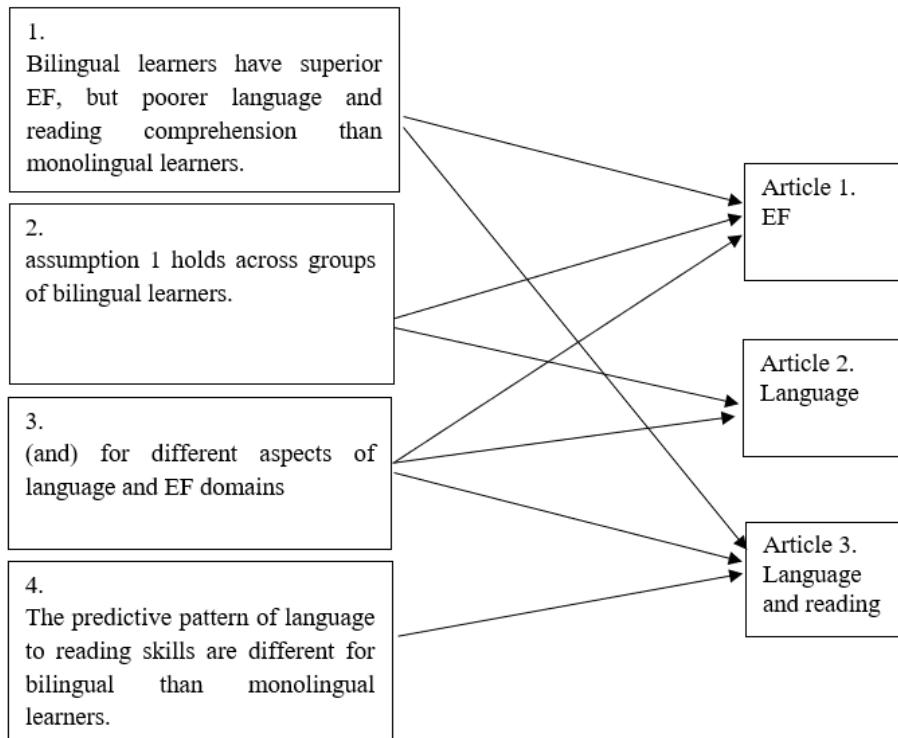 1.
Bilingual learners have superior
EF, but poorer language and
reading comprehension than
monolingual learners.
2.
assumption 1 holds across groups
of bilingual learners.
3.
(and) for different aspects of
language and EF domains
4.
The predictive pattern of language
to reading skills are different for
bilingual than monolingual
learners.
Article 1.
EF
Article 2.
Language
Article 3.
Language
and reading